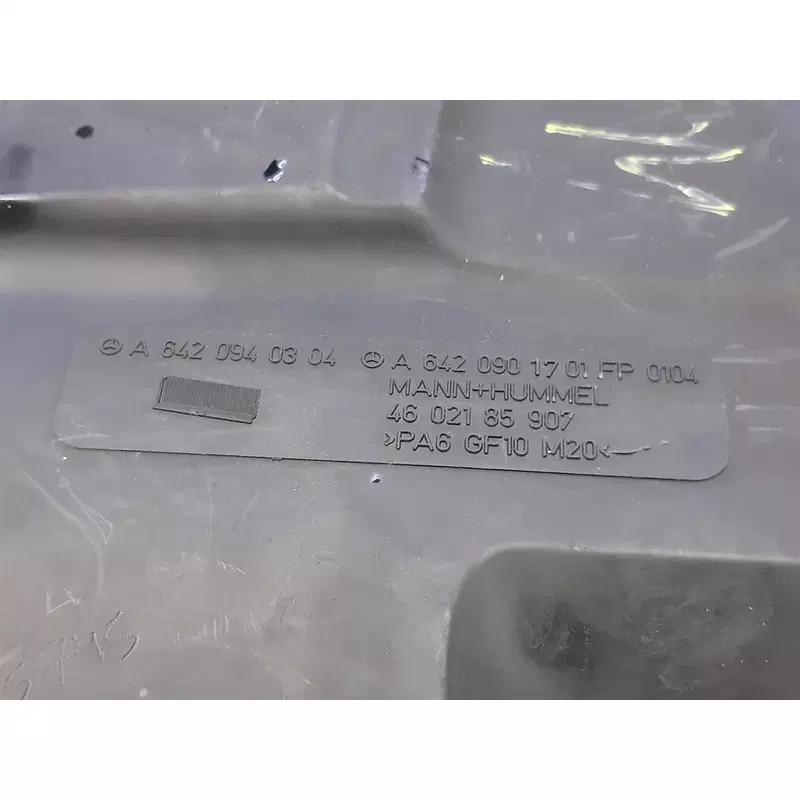 A 642 094 03 04 A 642 090 17 01 FP 0104
MANN+HUMMEL
46 021 85 907
>PA6 GF10 M20<